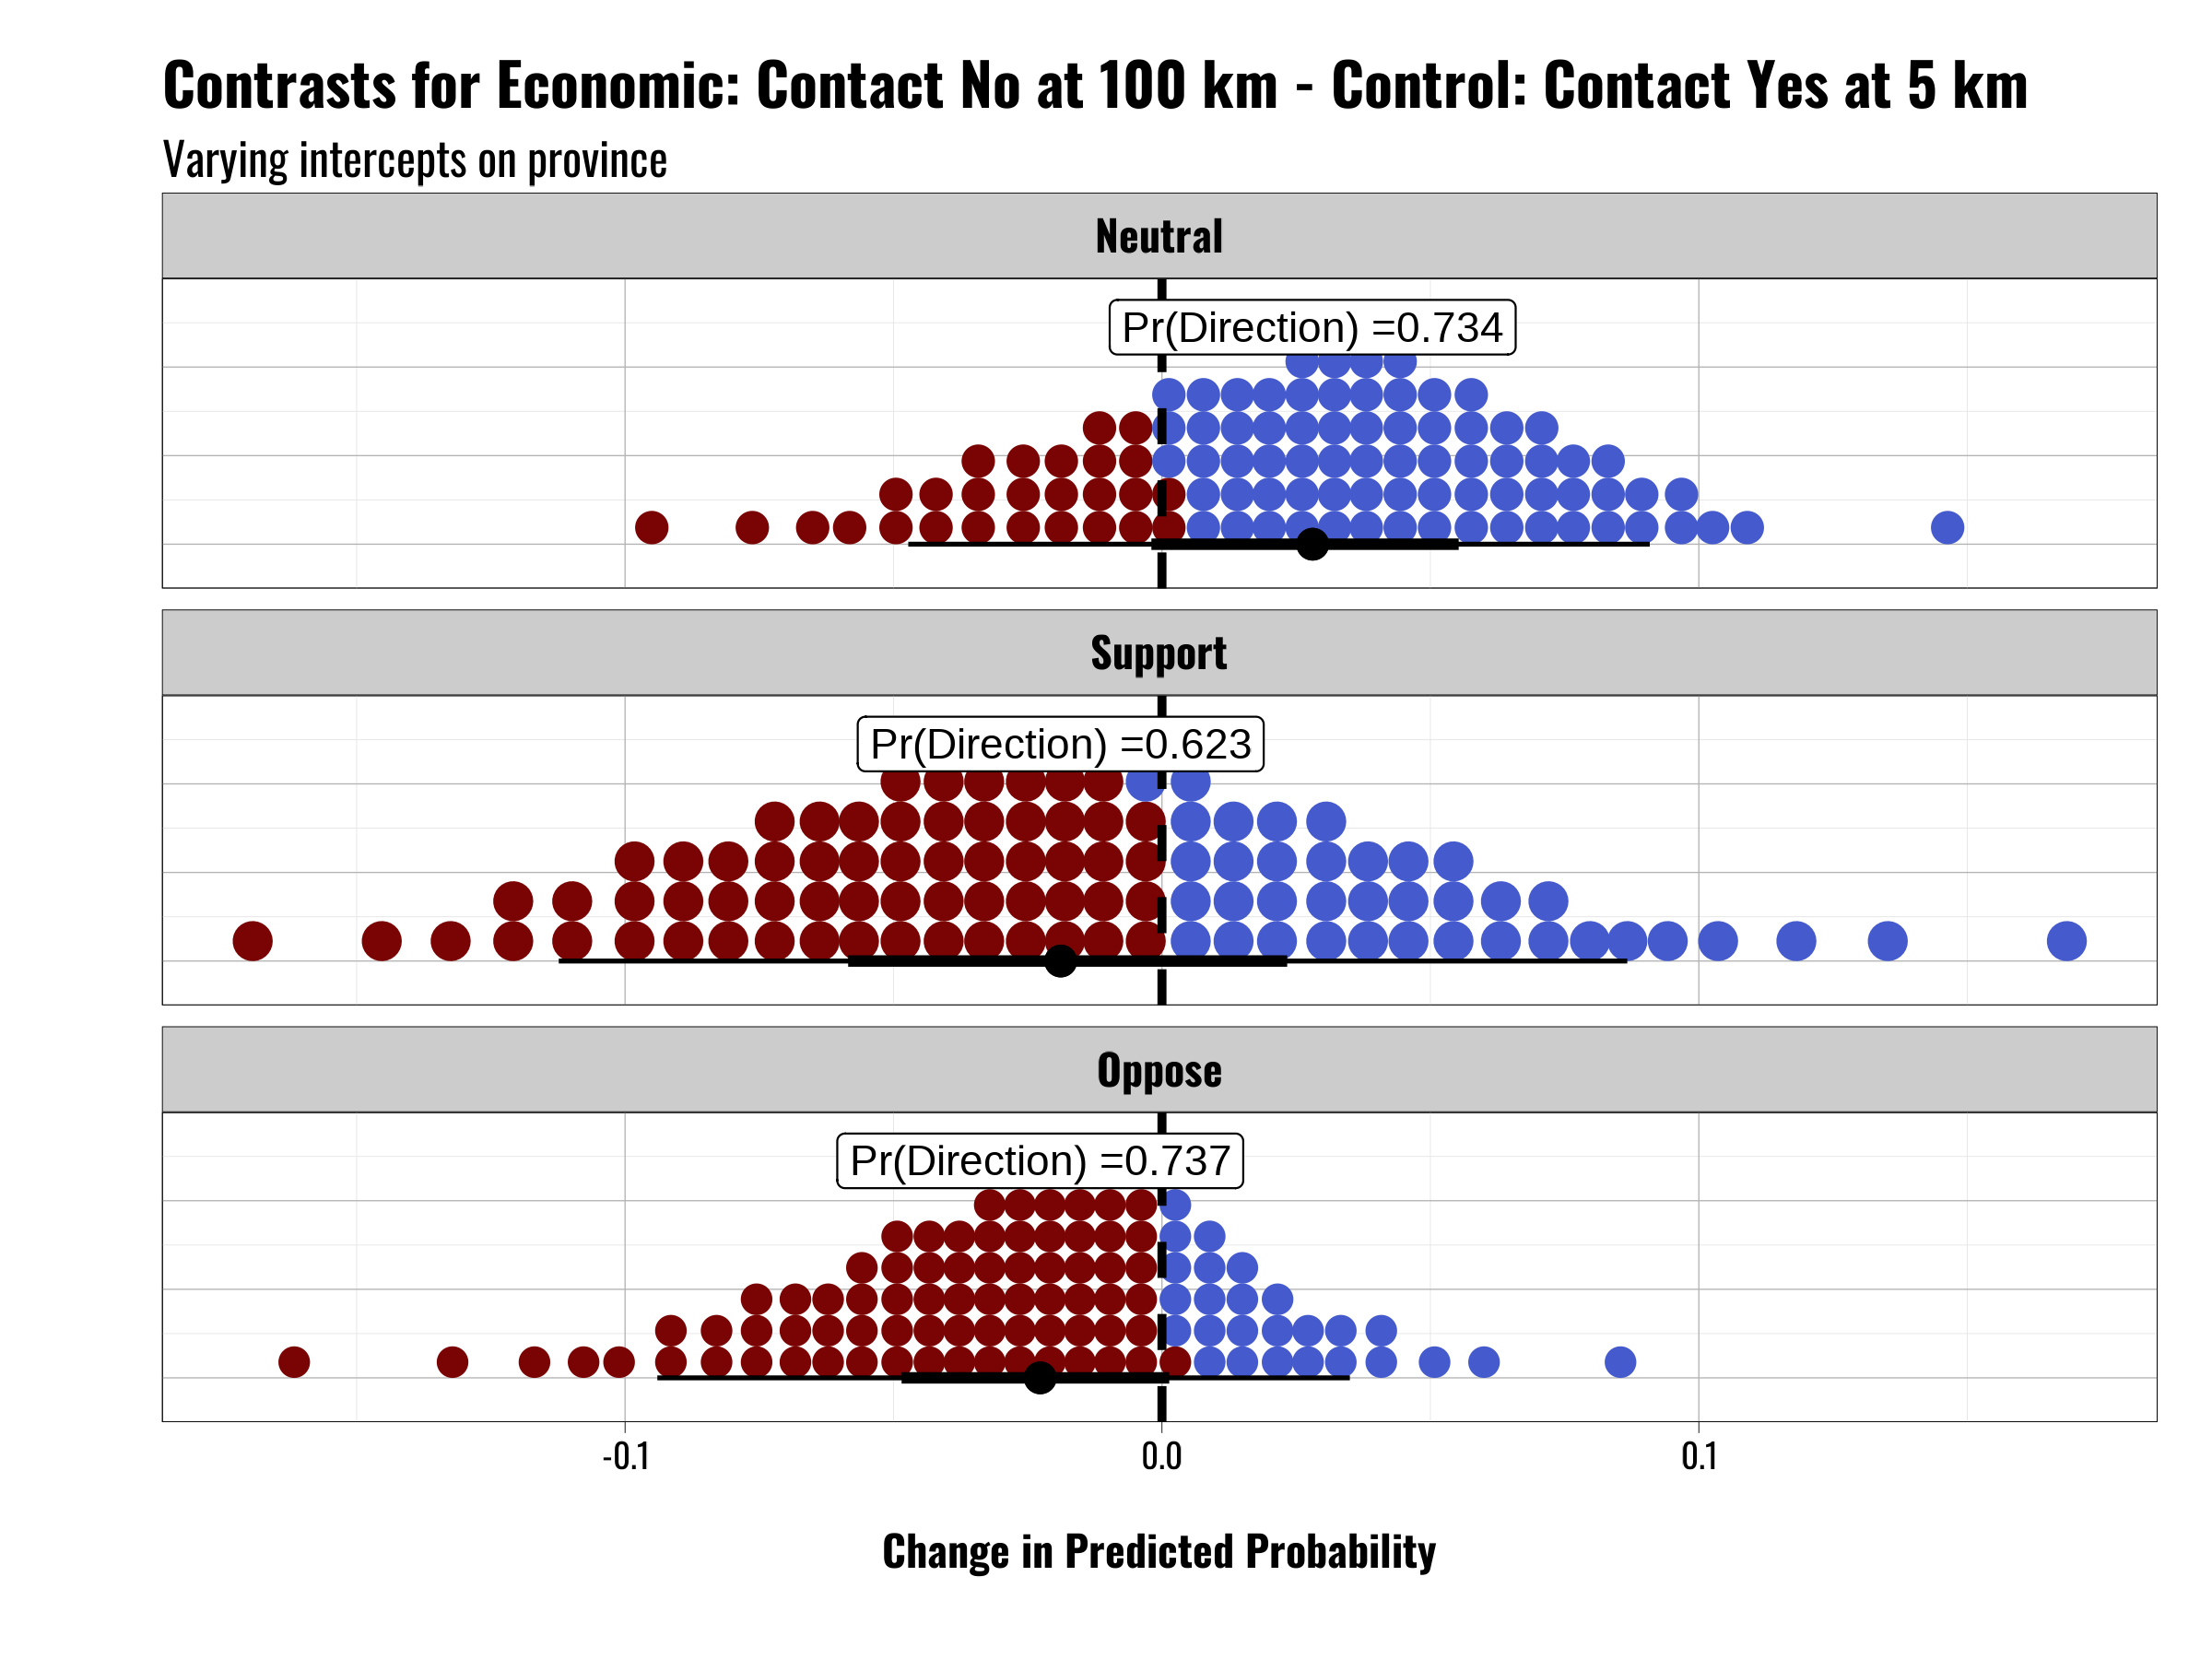 Contrasts for Economic: Contact No at 100 km - Control: Contact Yes at 5 km
Varying intercepts on province
Neutral
Pr(Direction) =0.734
Support
Pr(Direction) =0.623
Oppose
Pr(Direction) =0.737
-0.1 0.0 0.1
Change in Predicted Probability